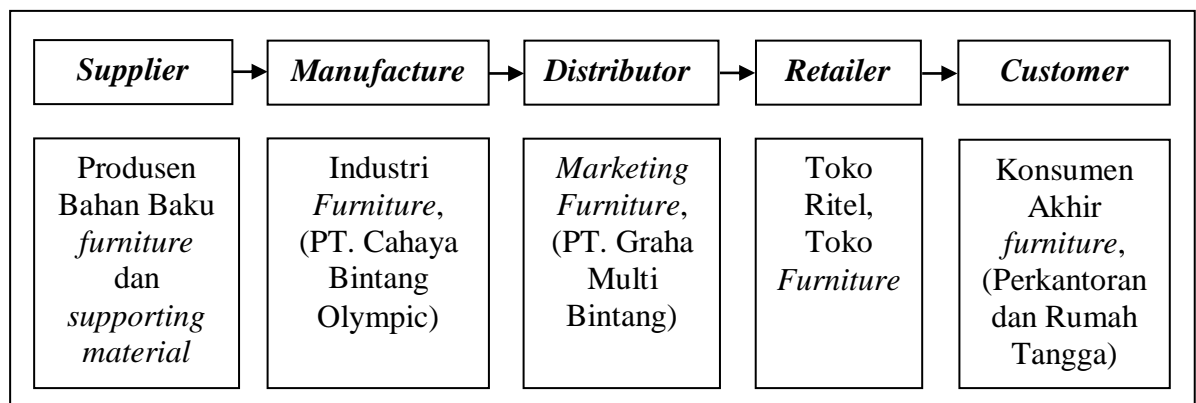 Supplier
Manufacture
Distributor
Retailer
Customer
Produsen
Bahan Baku
furniture
dan
supporting
material
Industri
Furniture,
(PT. Cahaya
Bintang
Olympic)
Marketing
Furniture,
(PT. Graha
Multi
Bintang)
Toko
Ritel,
Toko
Furniture
Konsumen
Akhir
furniture,
(Perkantoran
dan Rumah
Tangga)